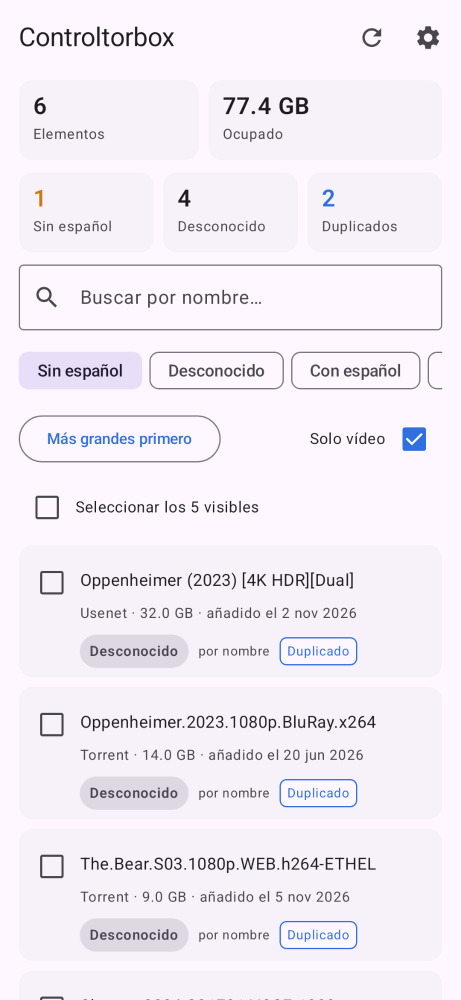 Controltorbox
6
Elementos
77.4 GB
Ocupado
1
Sin español
4
Desconocido
2
Duplicados
Buscar por nombre…
Sin español
Desconocido
Con español
Más grandes primero
Solo vídeo
Seleccionar los 5 visibles
Oppenheimer (2023) [4K HDR][Dual]
Usenet · 32.0 GB · añadido el 2 nov 2026
Desconocido por nombre Duplicado
Oppenheimer.2023.1080p.BluRay.x264
Torrent · 14.0 GB · añadido el 20 jun 2026
Desconocido por nombre Duplicado
The.Bear.S03.1080p.WEB.h264-ETHEL
Torrent · 9.0 GB · añadido el 5 nov 2026
Desconocido por nombre Duplicado